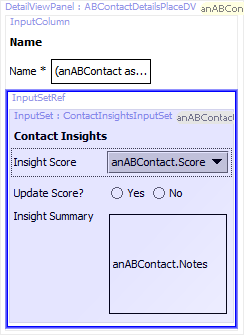 DetailViewPanel : ABContactDetailsPlaceDV anABCo
InputColumn
Name
Name * (anABContact as...
InputSetRef
InputSet : ContactInsightsInputSet anABContact
Contact Insights
Insight Score anABContact.Score
Update Score? Yes No
Insight Summary
anABContact.Notes